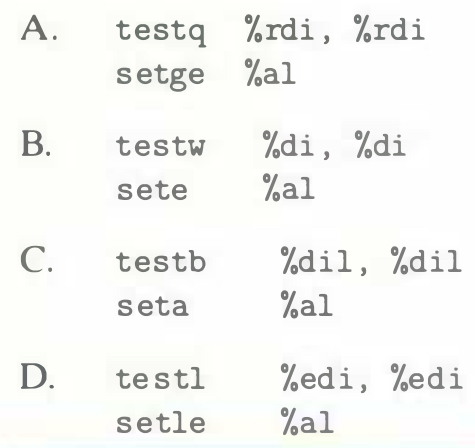 A. testq %rdi, %rdi
setge %al
B. testw %di, %di
sete %al
C. testb %dil, %dil
seta %al
D. testl %edi, %edi
setle %al